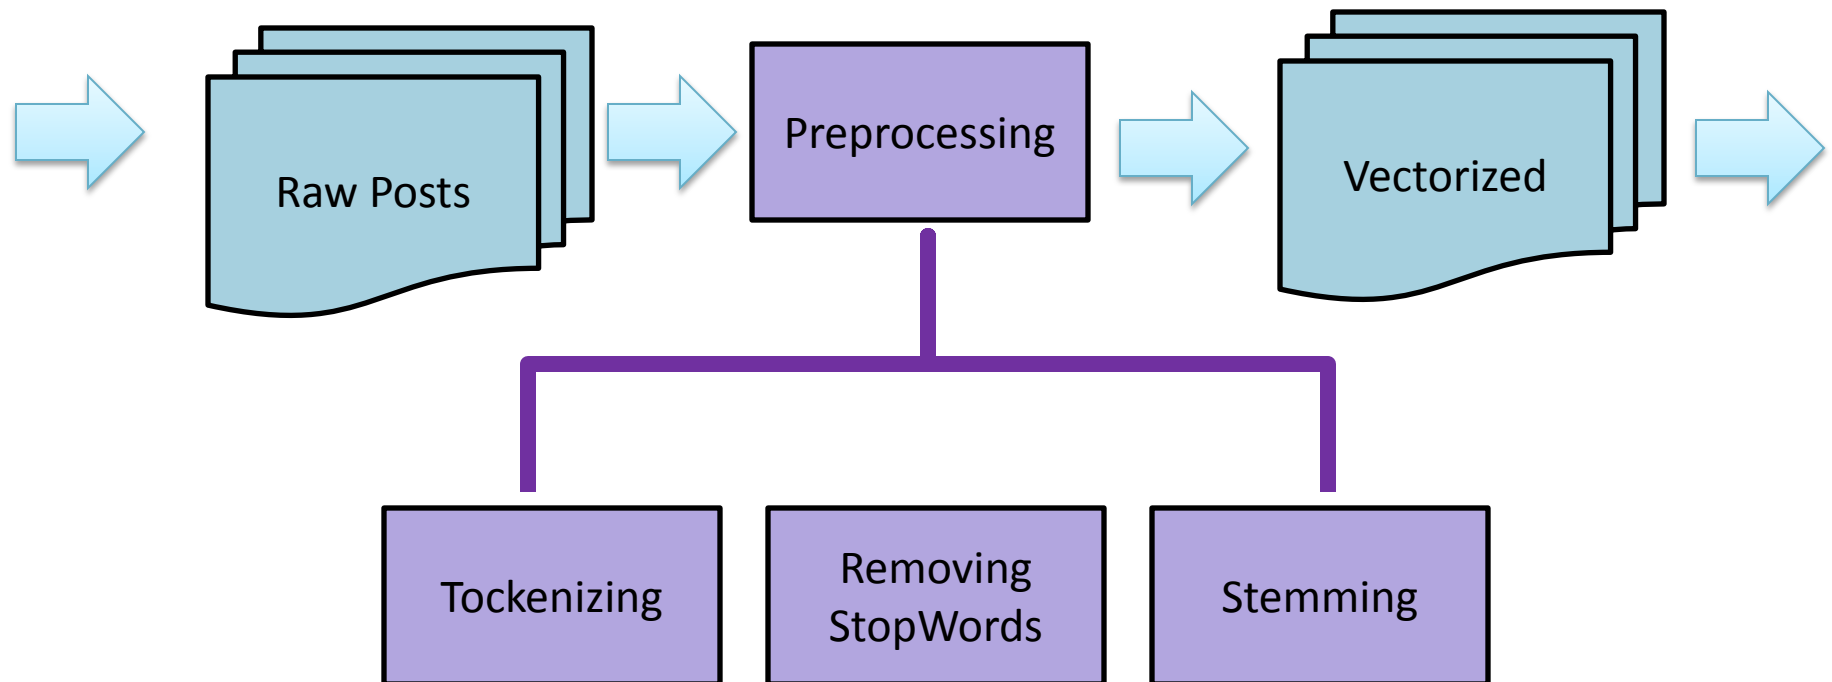 Raw Posts
Preprocessing
Vectorized
Tockenizing
Removing
StopWords
Stemming